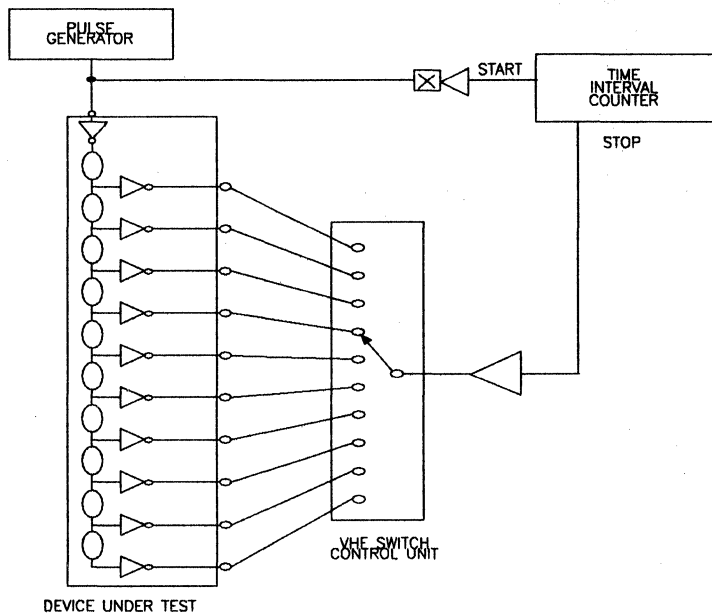 PULSE
GENERATOR
START
TIME
INTERVAL
COUNTER
STOP
VHF SWITCH
CONTROL UNIT
DEVICE UNDER TEST